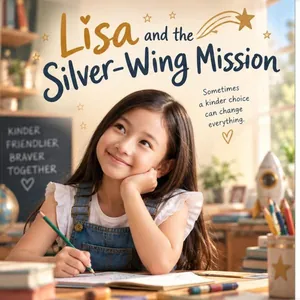 Lisa and the
Silver-Wing Mission
Sometimes
a kinder choice
can change
everything.
KINDER
FRIENDLIER
BRAVER
TOGETHER